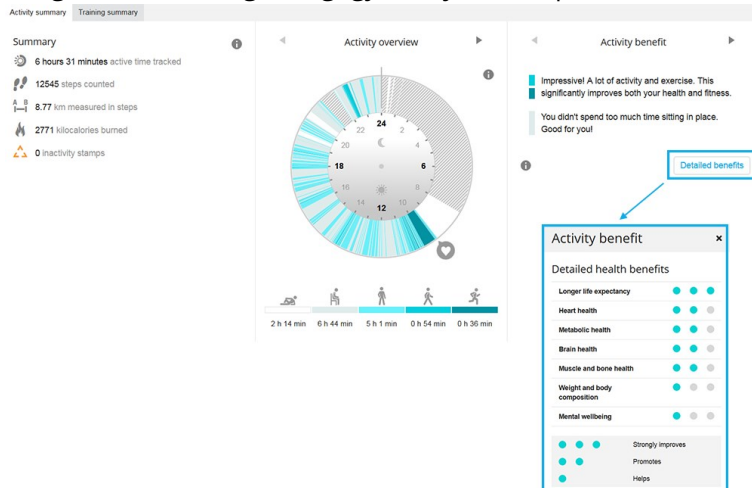 Activity summary
Training summary
Summary
6 hours 31 minutes active time tracked
12545 steps counted
A B
8.77 km measured in steps
2771 kilocalories burned
0 inactivity stamps
Activity overview
24
22 2
20 4
18 6
16 8
14 10
12
2 h 14 min 6 h 44 min 5 h 1 min 0 h 54 min 0 h 36 min
Activity benefit
Impressive! A lot of activity and exercise. This
significantly improves both your health and fitness.
You didn't spend too much time sitting in place.
Good for you!
Detailed benefits
Activity benefit ×
Detailed health benefits
Longer life expectancy
Heart health
Metabolic health
Brain health
Muscle and bone health
Weight and body
composition
Mental wellbeing
Strongly improves
Promotes
Helps